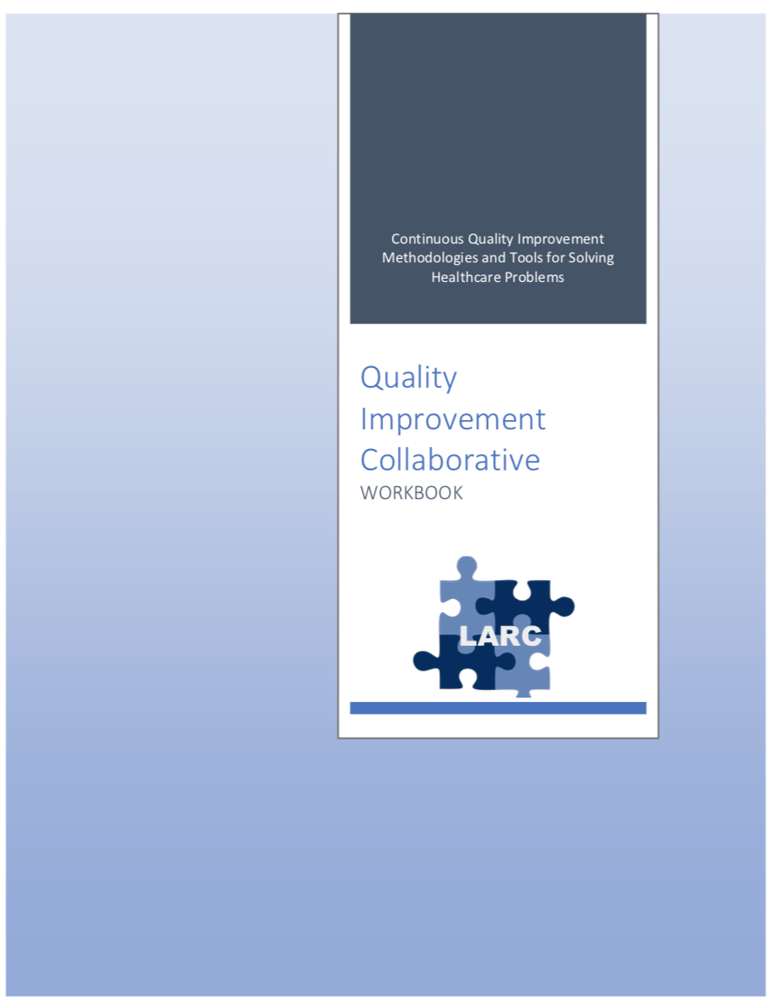 Continuous Quality Improvement
Methodologies and Tools for Solving
Healthcare Problems
Quality
Improvement
Collaborative
WORKBOOK
LARC